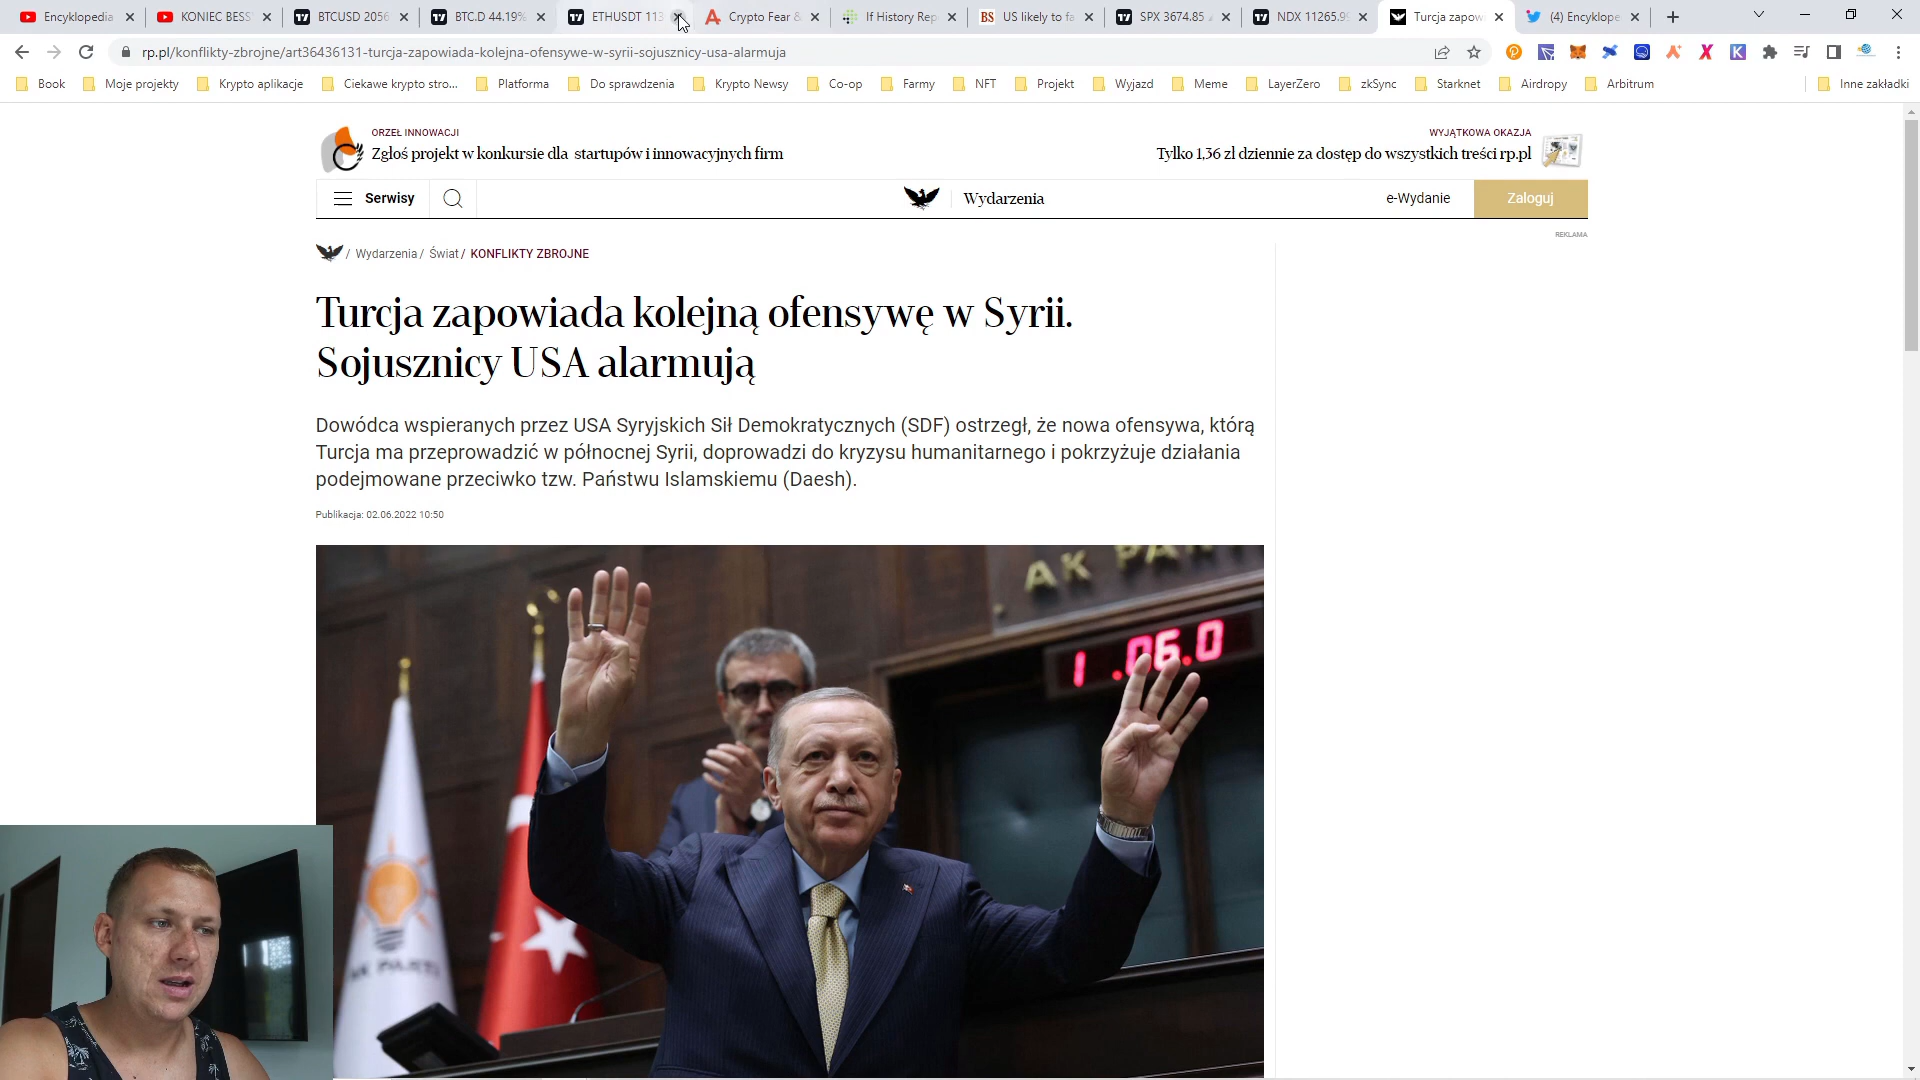 Encyklopedia
KONIEC BESS
BTCUSD 2056
BTC.D 44.19%
ETHUSDT 113
Crypto Fear &
If History Rep
US likely to fa
SPX 3674.85
NDX 11265.99
Turcja zapow
(4) Encyklope
rp.pl/konflikty-zbrojne/art36436131-turcja-zapowiada-kolejna-ofensywe-w-syrii-sojusznicy-usa-alarmuja
Book
Moje projekty
Krypto aplikacje
Ciekawe krypto stro...
Platforma
Do sprawdzenia
Krypto Newsy
Co-op
Farmy
NFT
Projekt
Wyjazd
Meme
LayerZero
zkSync
Starknet
Airdropy
Arbitrum
Inne zakładki
ORZEŁ INNOWACJI
Zgłoś projekt w konkursie dla startupów i innowacyjnych firm
WYJĄTKOWA OKAZJA
Tylko 1,36 zł dziennie za dostęp do wszystkich treści rp.pl
Serwisy
Wydarzenia
e-Wydanie
Zaloguj
REKLAMA
/ Wydarzenia / Świat / KONFLIKTY ZBROJNE
Turcja zapowiada kolejną ofensywę w Syrii.
Sojusznicy USA alarmują
Dowódca wspieranych przez USA Syryjskich Sił Demokratycznych (SDF) ostrzegł, że nowa ofensywa, którą
Turcja ma przeprowadzić w północnej Syrii, doprowadzi do kryzysu humanitarnego i pokrzyżuje działania
podejmowane przeciwko tzw. Państwu Islamskiemu (Daesh).
Publikacja: 02.06.2022 10:50
AK PARTİ
1 .06.0
AK PARTİ